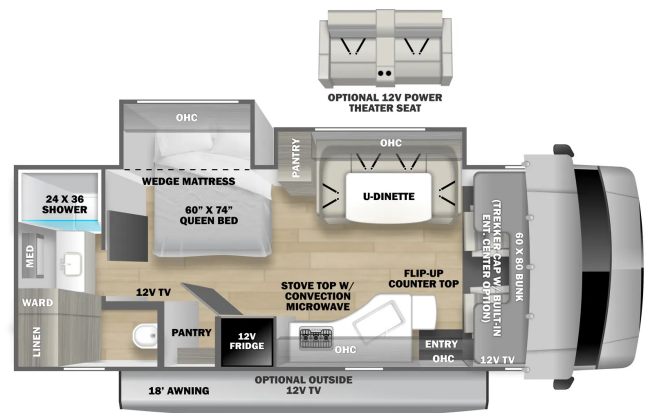 OPTIONAL 12V POWER
THEATER SEAT
OHC
PANTRY
OHC
WEDGE MATTRESS
24 X 36
SHOWER
60" X 74"
QUEEN BED
U-DINETTE
60 X 80 BUNK
(TREKKER CAP W/ BUILT-IN
ENT. CENTER OPTION)
MED
FLIP-UP
COUNTER TOP
STOVE TOP W/
CONVECTION
MICROWAVE
12V TV
WARD
LINEN
PANTRY
12V
FRIDGE
OHC
ENTRY
OHC
12V TV
OPTIONAL OUTSIDE
12V TV
18' AWNING